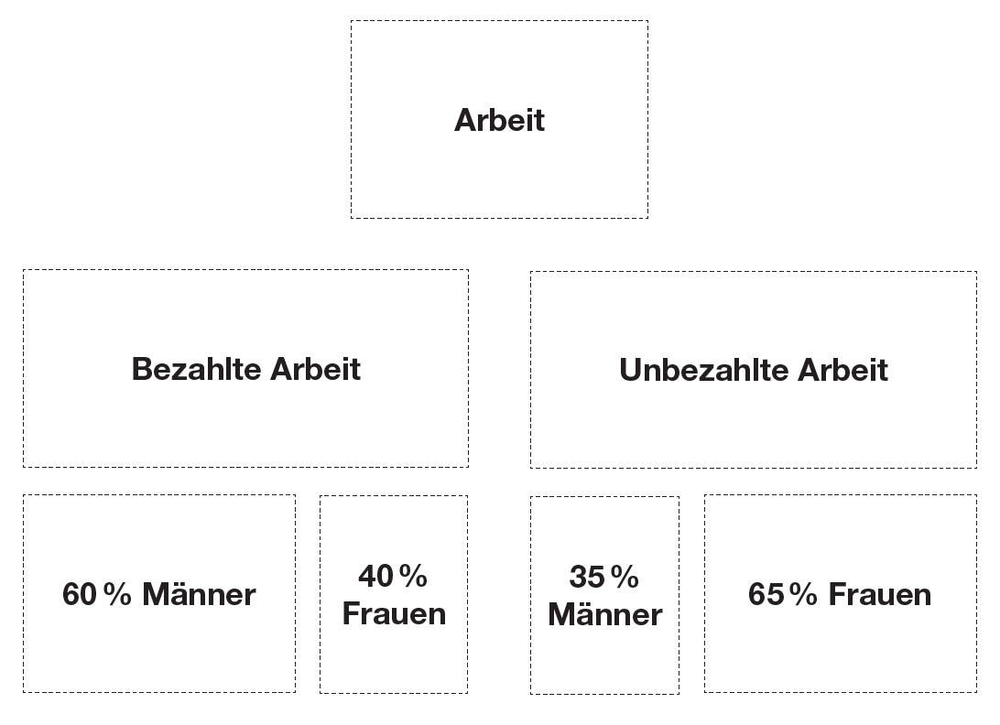 Arbeit
Bezahlte Arbeit
Unbezahlte Arbeit
60 % Männer
40 %
Frauen
35 %
Männer
65 % Frauen